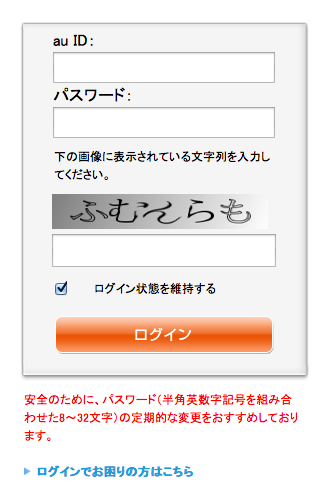 au ID：
パスワード：
下の画像に表示されている文字列を入力し
てください。
ふむえらも
ログイン状態を維持する
ログイン
安全のために、パスワード（半角英数字記号を組み合
わせた8～32文字）の定期的な変更をおすすめしており
ます。
ログインでお困りの方はこちら